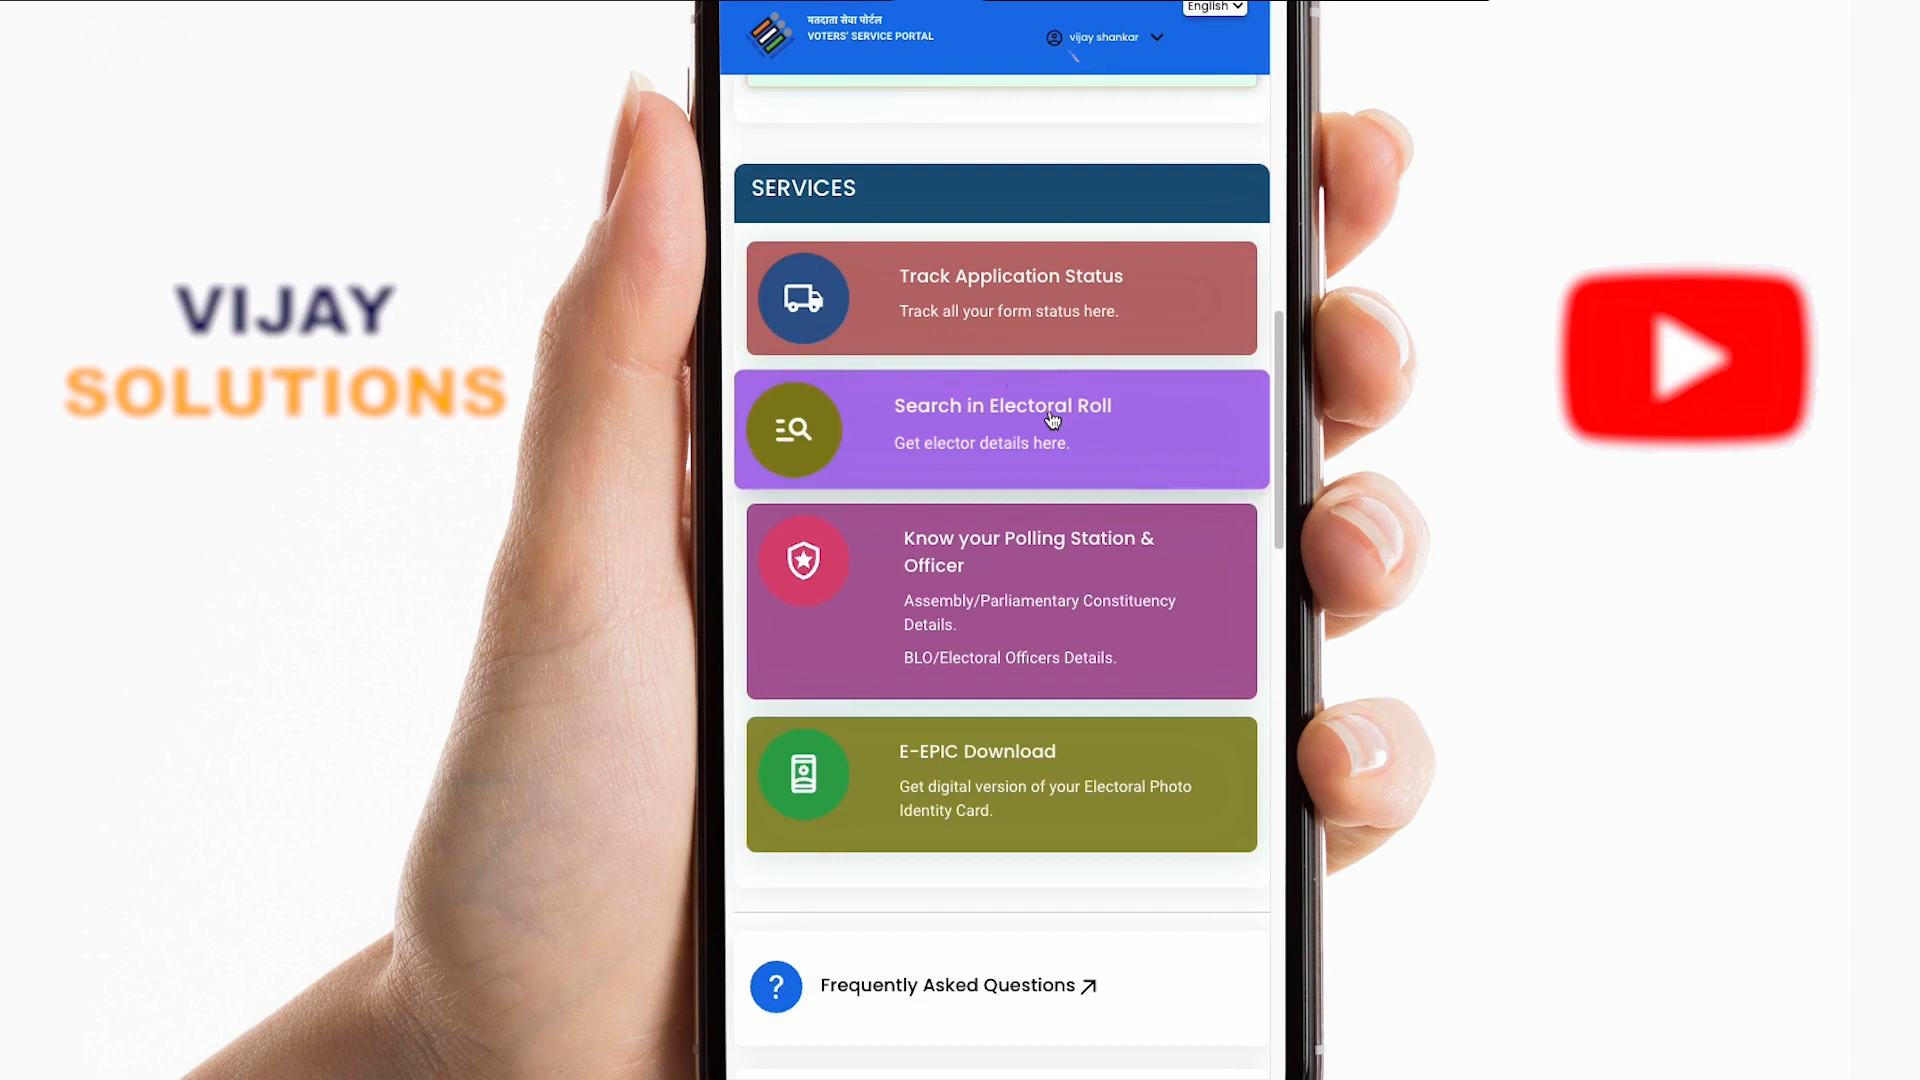 English
मतदाता सेवा पोर्टल
VOTERS' SERVICE PORTAL
vijay shankar
SERVICES
Track Application Status
Track all your form status here.
VIJAY
SOLUTIONS
Search in Electoral Roll
Get elector details here.
Know your Polling Station &
Officer
Assembly/Parliamentary Constituency
Details.
BLO/Electoral Officers Details.
E-EPIC Download
Get digital version of your Electoral Photo
Identity Card.
?
Frequently Asked Questions